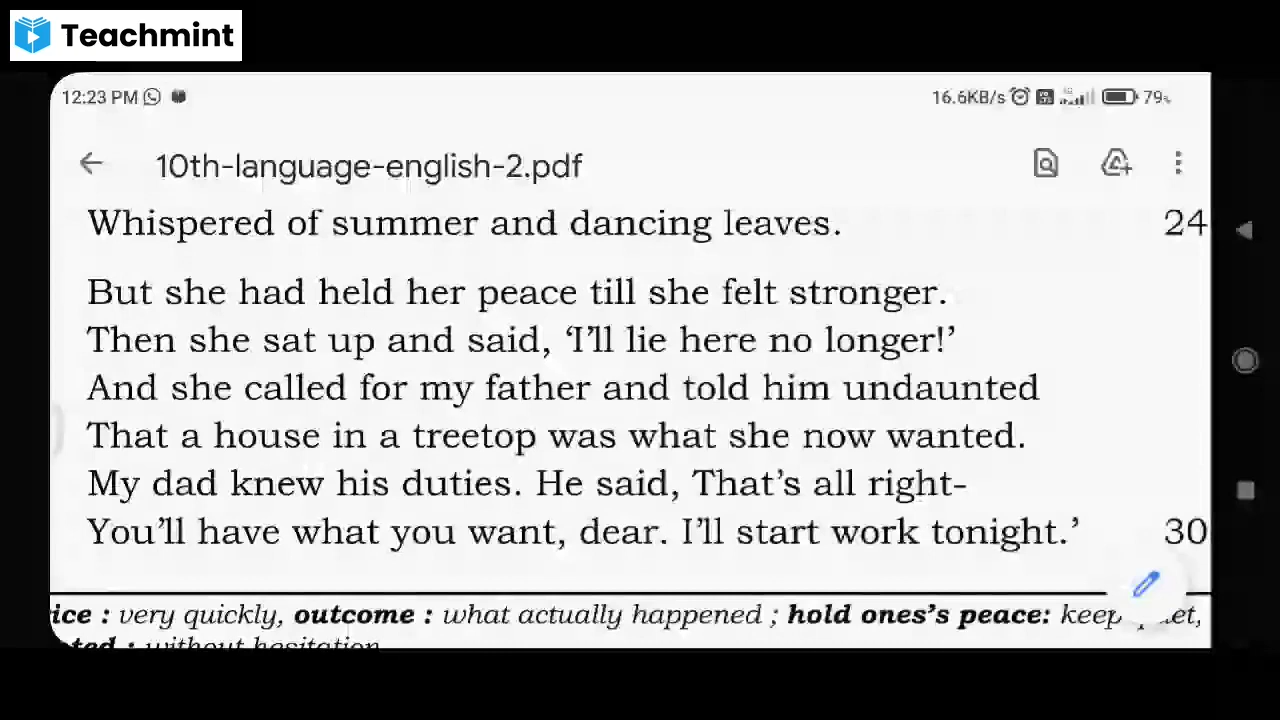 Teachmint
12:23 PM
16.6KB/s 79
10th-language-english-2.pdf
Whispered of summer and dancing leaves. 24
But she had held her peace till she felt stronger.
Then she sat up and said, ‘I’ll lie here no longer!’
And she called for my father and told him undaunted
That a house in a treetop was what she now wanted.
My dad knew his duties. He said, That’s all right-
You’ll have what you want, dear. I’ll start work tonight.’ 30
ice : very quickly, outcome : what actually happened ; hold ones’s peace: keep
ted : without hesitation